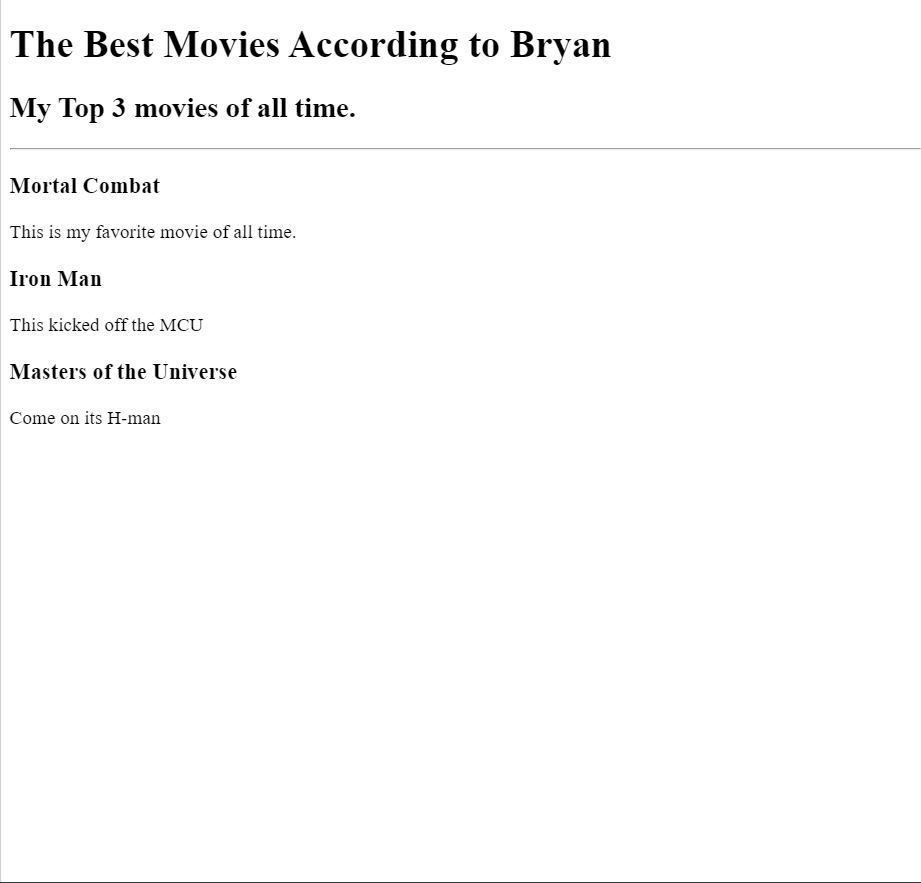 The Best Movies According to Bryan
My Top 3 movies of all time.
Mortal Combat
This is my favorite movie of all time.
Iron Man
This kicked off the MCU
Masters of the Universe
Come on its H-man